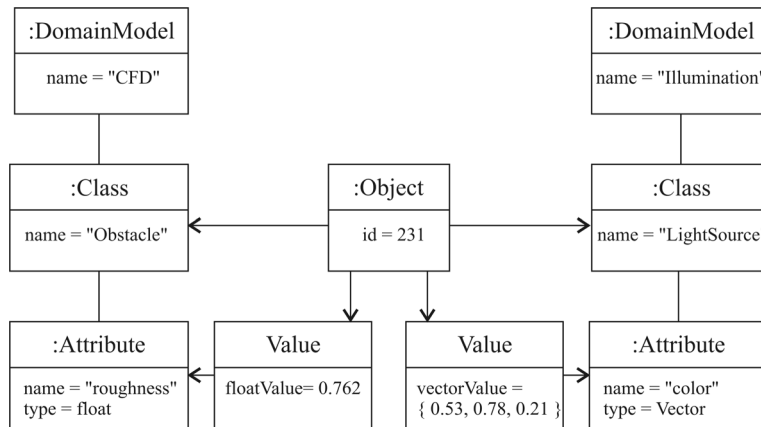 :DomainModel
name = "CFD"
:DomainModel
name = "Illumination"
:Class
name = "Obstacle"
:Object
id = 231
:Class
name = "LightSource
:Attribute
name = "roughness"
type = float
Value
floatValue= 0.762
Value
vectorValue =
{ 0.53, 0.78, 0.21 }
:Attribute
name = "color"
type = Vector